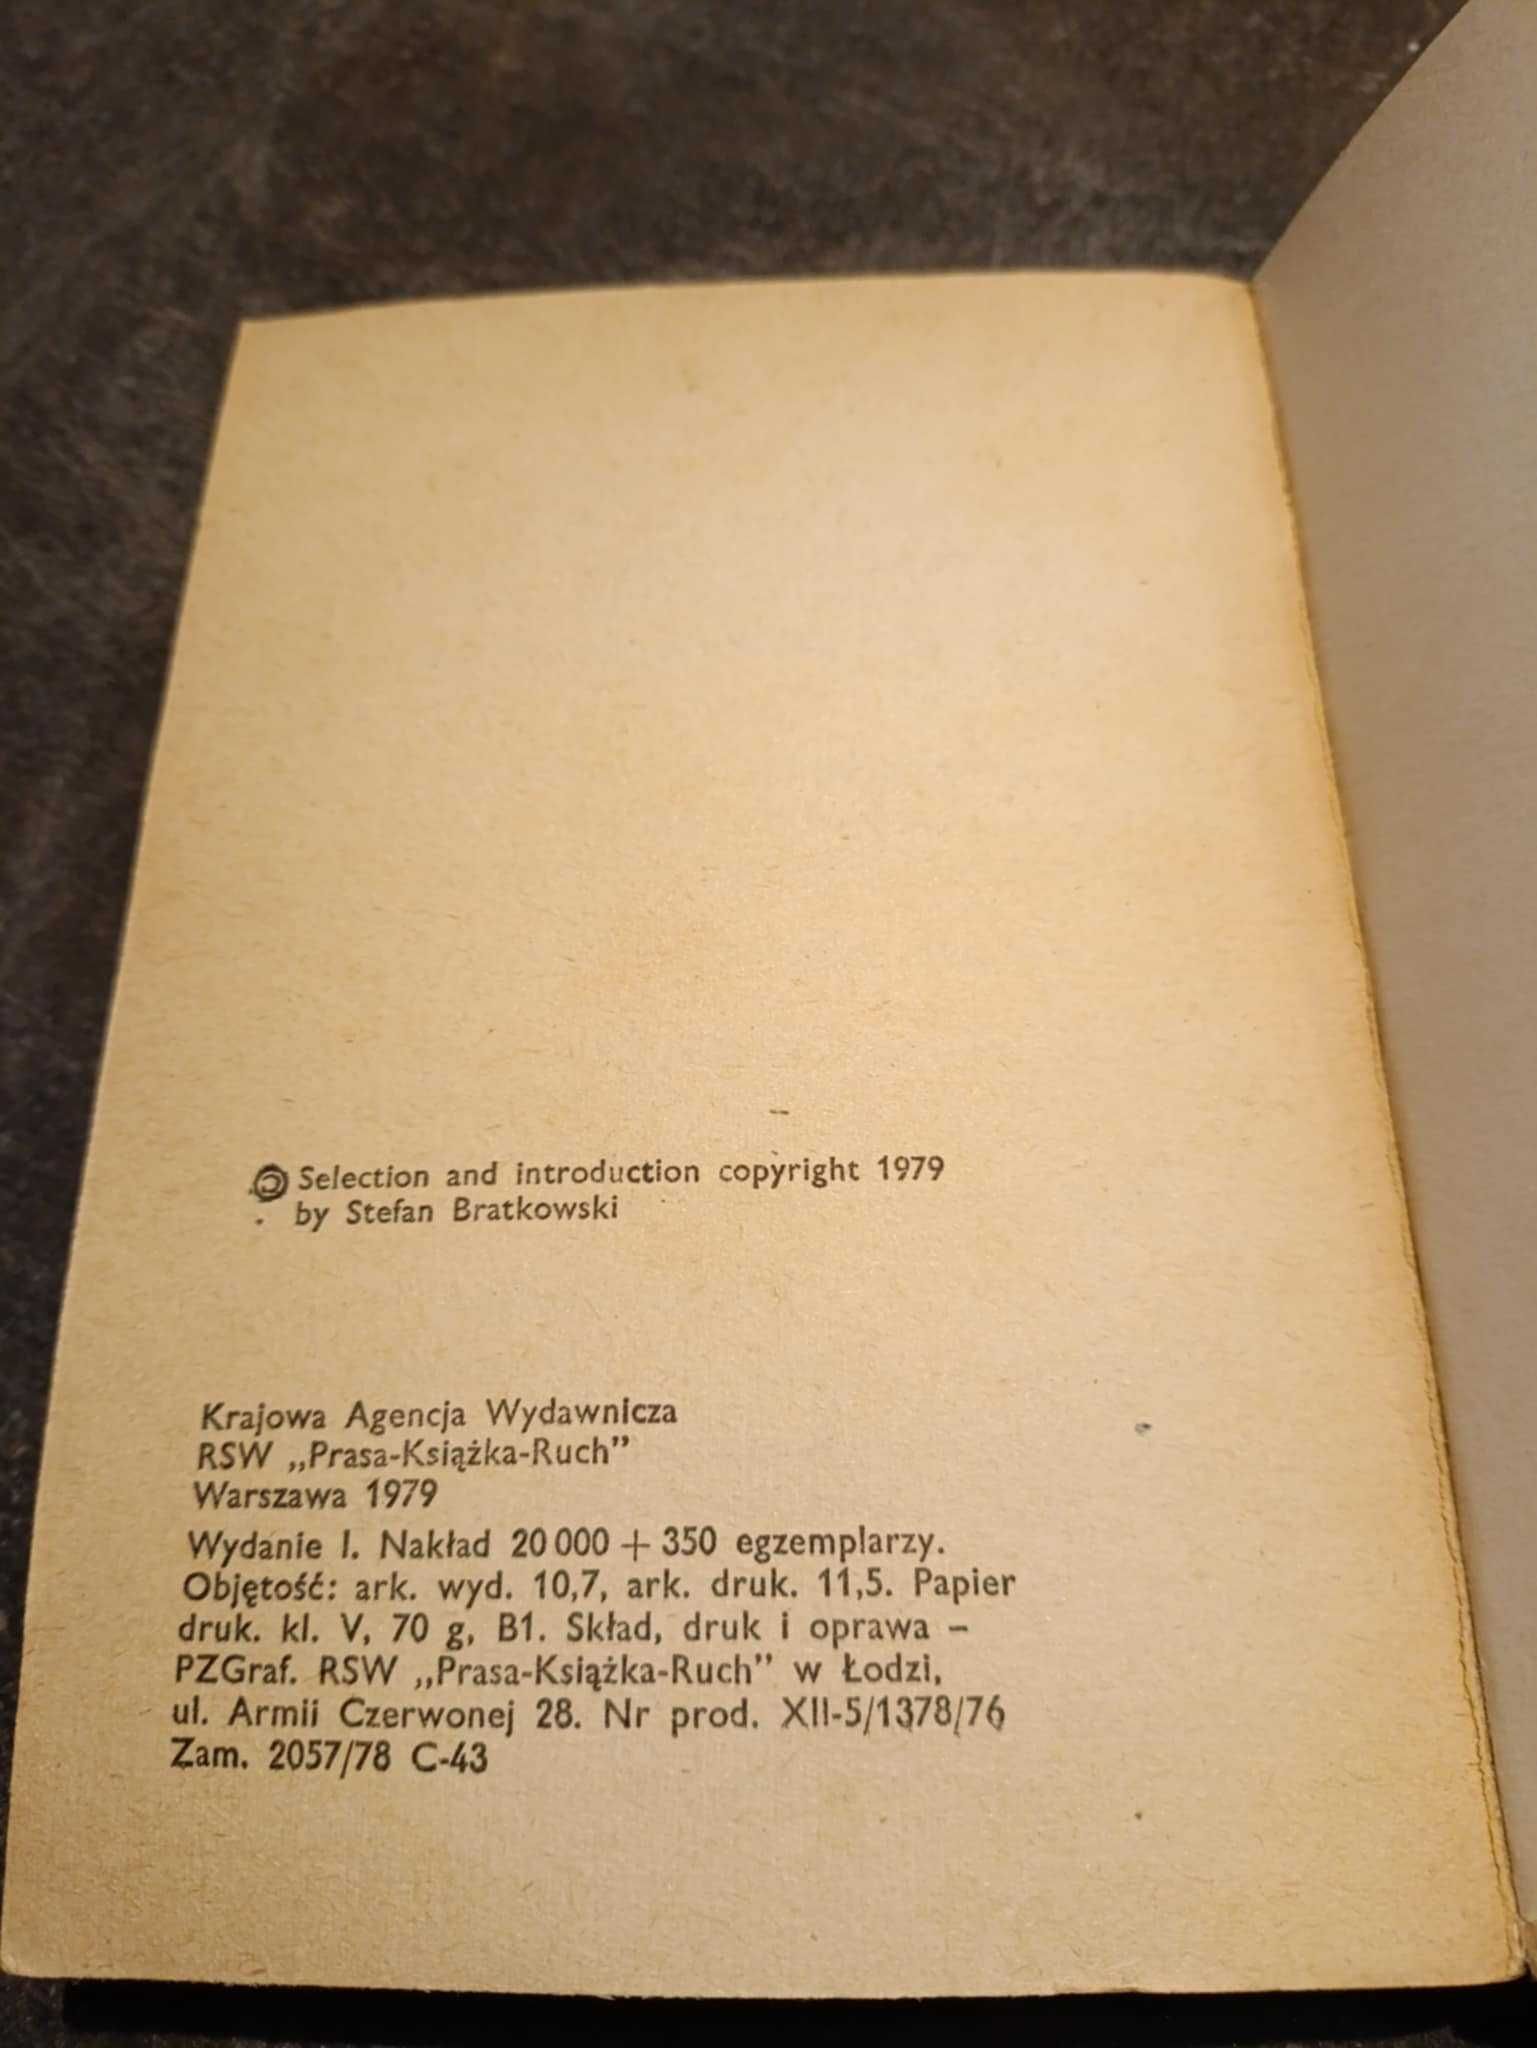 © Selection and introduction copyright 1979
by Stefan Bratkowski
Krajowa Agencja Wydawnicza
RSW „Prasa-Książka-Ruch”
Warszawa 1979
Wydanie I. Nakład 20 000 + 350 egzemplarzy.
Objętość: ark. wyd. 10,7, ark. druk. 11,5. Papier
druk. kl. V, 70 g, B1. Skład, druk i oprawa –
PZGraf. RSW „Prasa-Książka-Ruch” w Łodzi,
ul. Armii Czerwonej 28. Nr prod. XII-5/1378/76
Zam. 2057/78 C-43